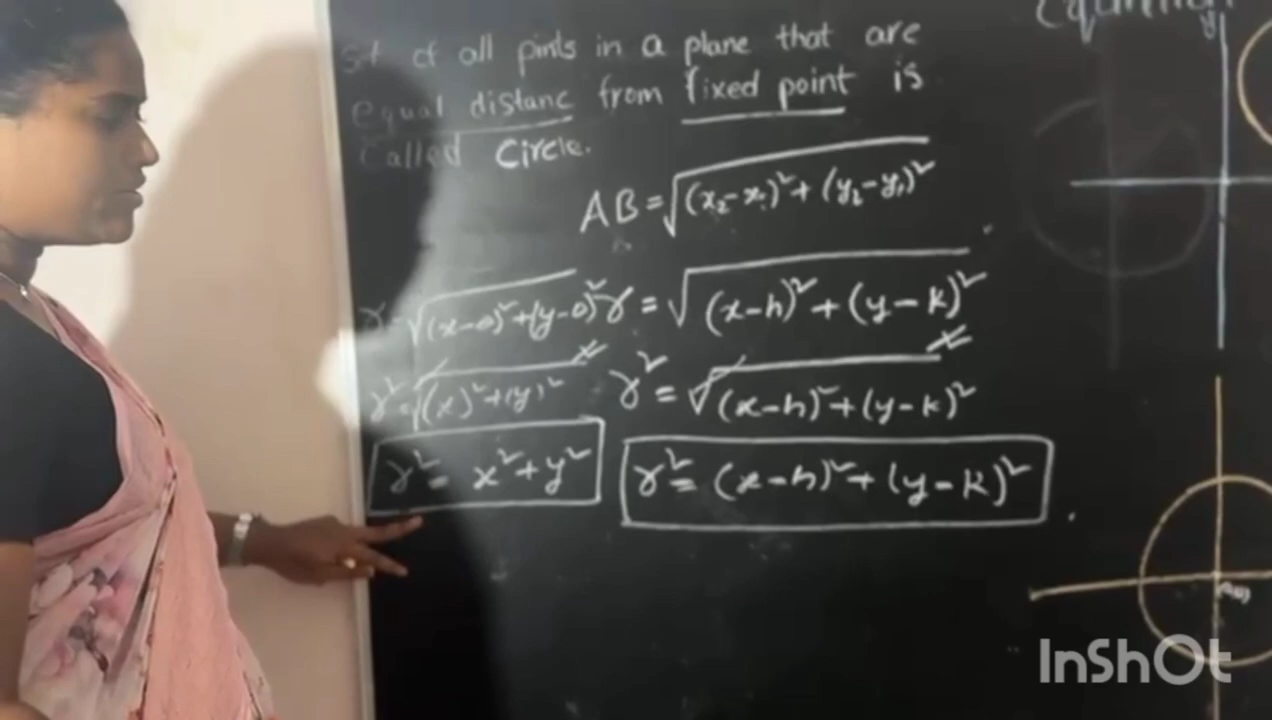 Set of all pints in a plane that are
equal distanc from fixed point is
Called Circle.
AB = √(x₂-x₁)² + (y₂-y₁)²
r = √(x-0)²+(y-0)² r = √(x-h)² + (y-k)²
r² = √(x)²+(y)² r² = √(x-h)²+(y-k)²
r² = x²+y² r² = (x-h)²+(y-k)²
y
InShOt